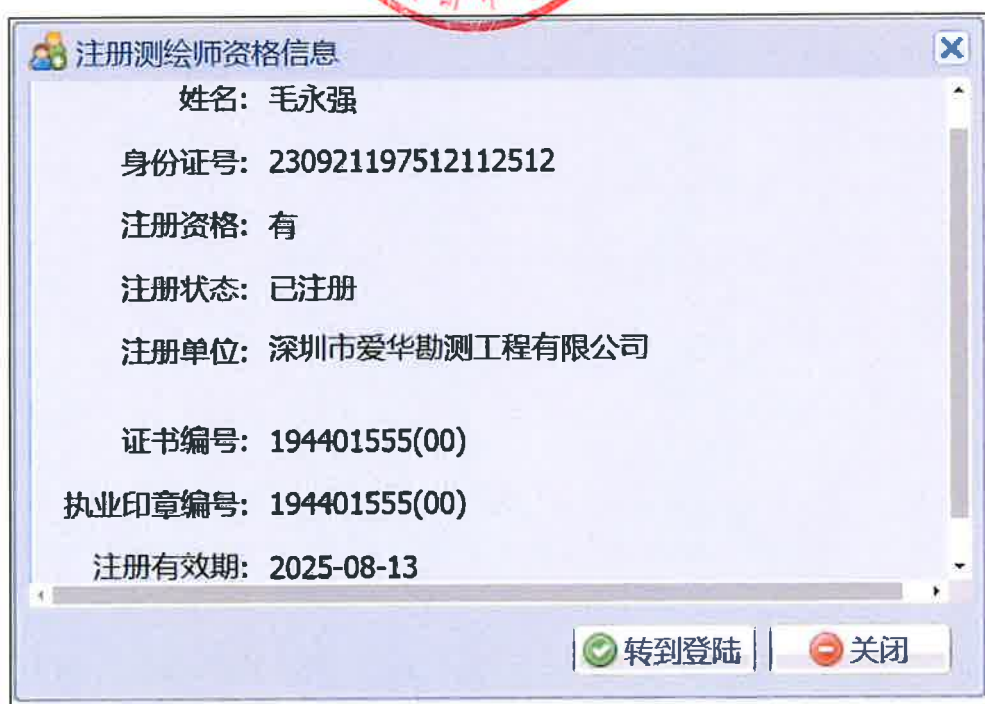 注册测绘师资格信息
姓名: 毛永强
身份证号: 230921197512112512
注册资格: 有
注册状态: 已注册
注册单位: 深圳市爱华勘测工程有限公司
证书编号: 194401555(00)
执业印章编号: 194401555(00)
注册有效期: 2025-08-13
转到登陆
关闭